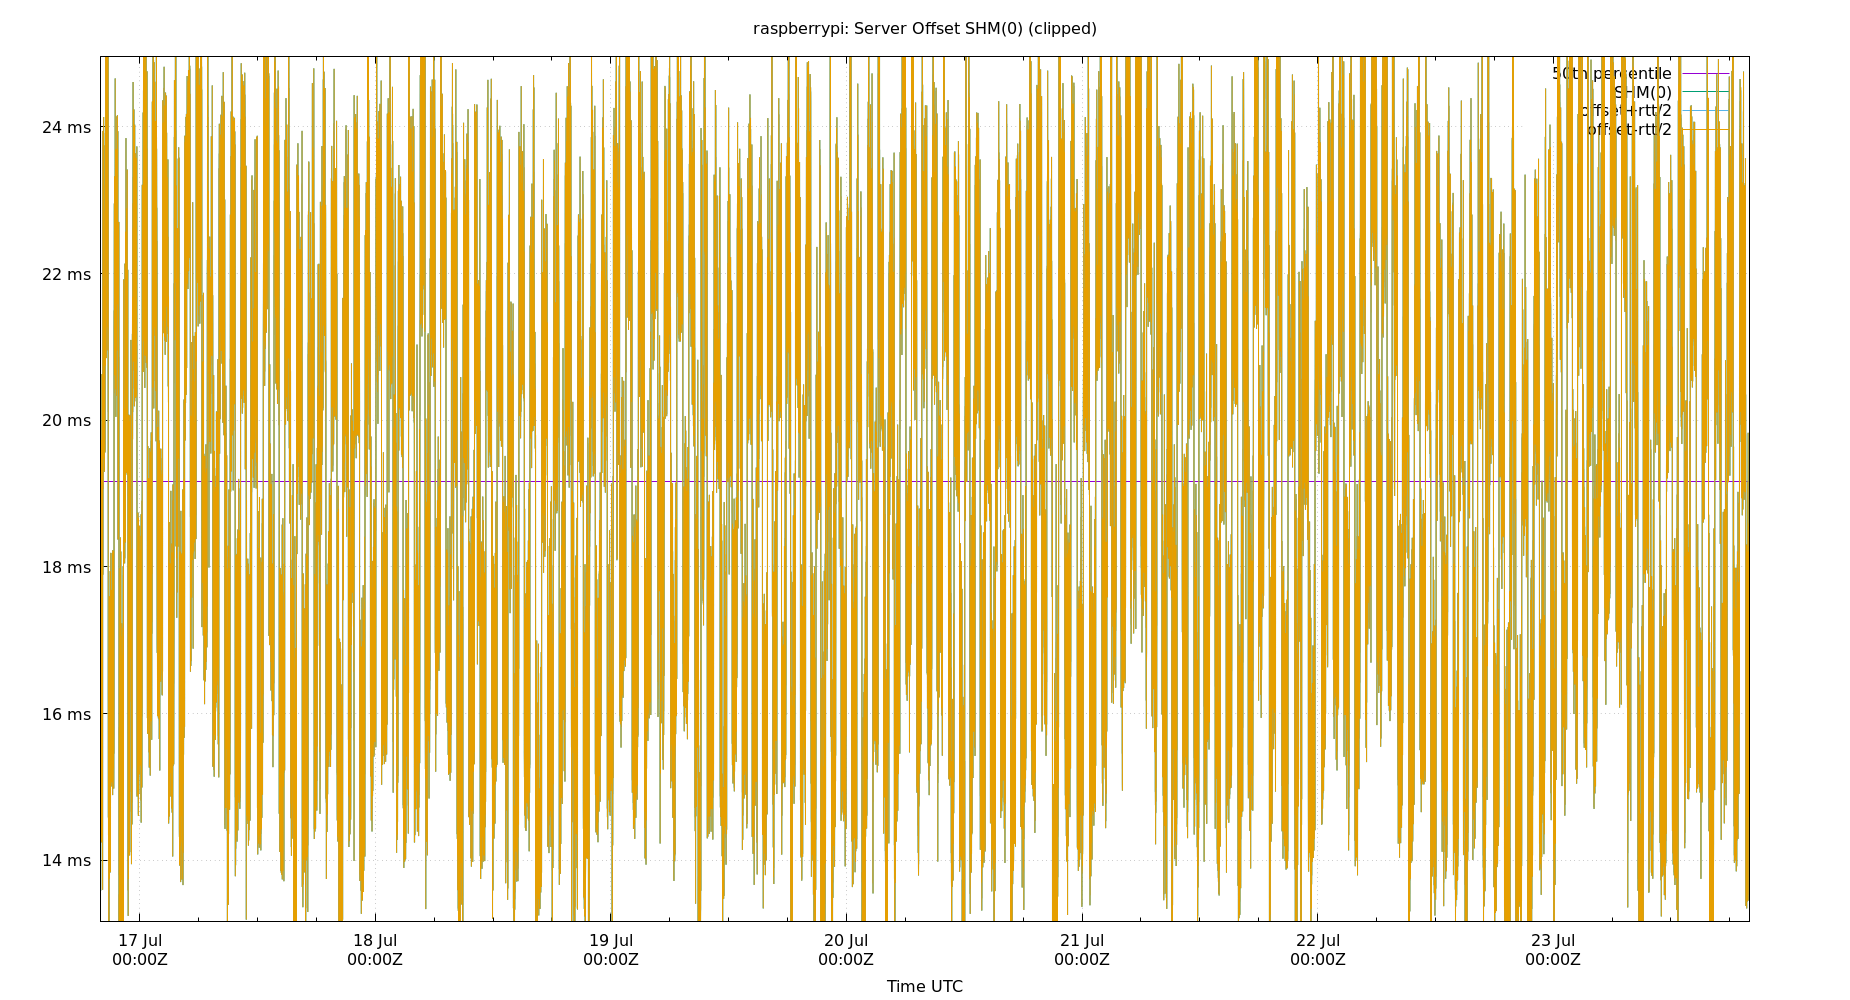 raspberrypi: Server Offset SHM(0) (clipped)
50th percentile
SHM(0)
offset+rtt/2
offset-rtt/2
24 ms
22 ms
20 ms
18 ms
16 ms
14 ms
17 Jul 18 Jul 19 Jul 20 Jul 21 Jul 22 Jul 23 Jul
00:00Z 00:00Z 00:00Z 00:00Z 00:00Z 00:00Z 00:00Z
Time UTC